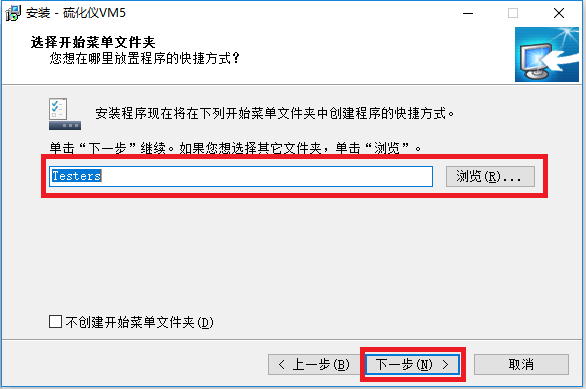 安装 - 硫化仪VM5
选择开始菜单文件夹
您想在哪里放置程序的快捷方式?
安装程序现在将在下列开始菜单文件夹中创建程序的快捷方式。
单击“下一步”继续。如果您想选择其它文件夹,单击“浏览”。
Testers
浏览(R)...
不创建开始菜单文件夹(D)
< 上一步(B)
下一步(N) >
取消